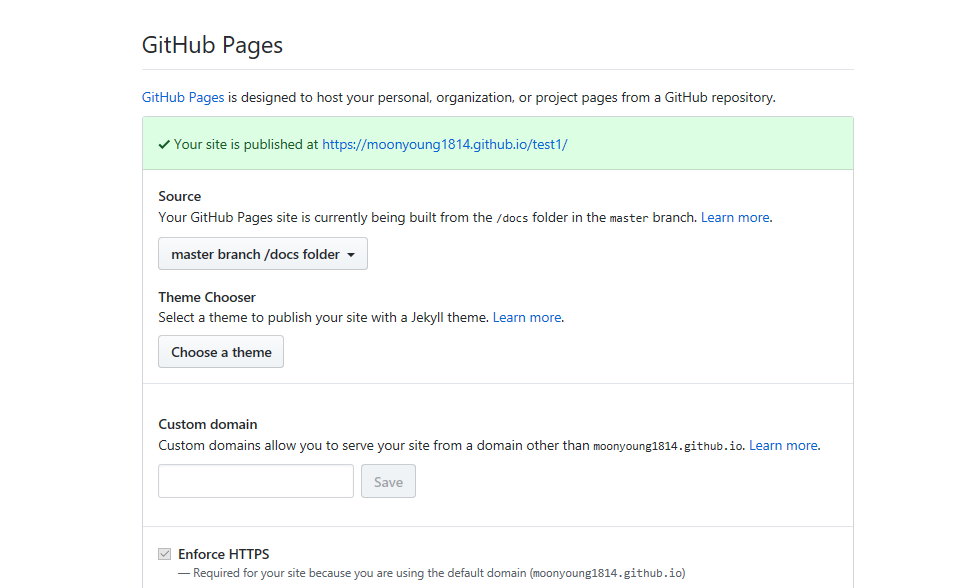 GitHub Pages
GitHub Pages is designed to host your personal, organization, or project pages from a GitHub repository.
Your site is published at https://moonyoung1814.github.io/test1/
Source
Your GitHub Pages site is currently being built from the /docs folder in the master branch. Learn more.
master branch /docs folder
Theme Chooser
Select a theme to publish your site with a Jekyll theme. Learn more.
Choose a theme
Custom domain
Custom domains allow you to serve your site from a domain other than moonyoung1814.github.io. Learn more.
Save
Enforce HTTPS
— Required for your site because you are using the default domain (moonyoung1814.github.io)